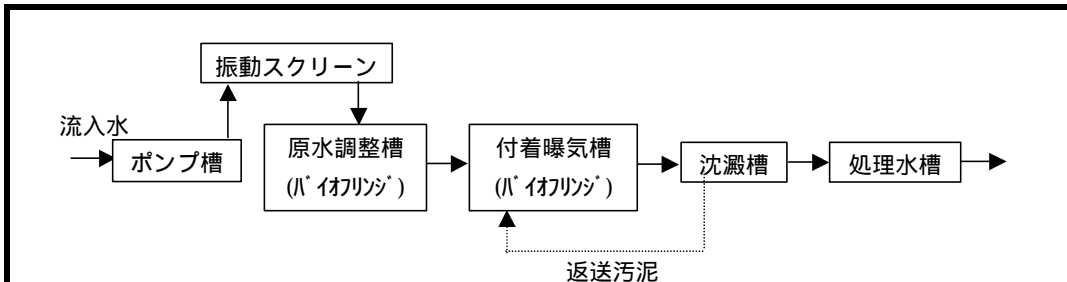 振動スクリーン
流入水
ポンプ槽
原水調整槽
(ﾊﾞｲｵﾌﾘﾝｼﾞ)
付着曝気槽
(ﾊﾞｲｵﾌﾘﾝｼﾞ)
沈澱槽
処理水槽
返送汚泥